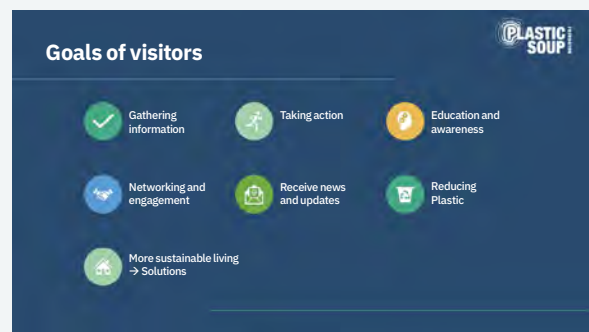 PLASTIC
SOUP
Goals of visitors
Gathering
information
Taking action
Education and
awareness
Networking and
engagement
Receive news
and updates
Reducing
Plastic
More sustainable living
→ Solutions